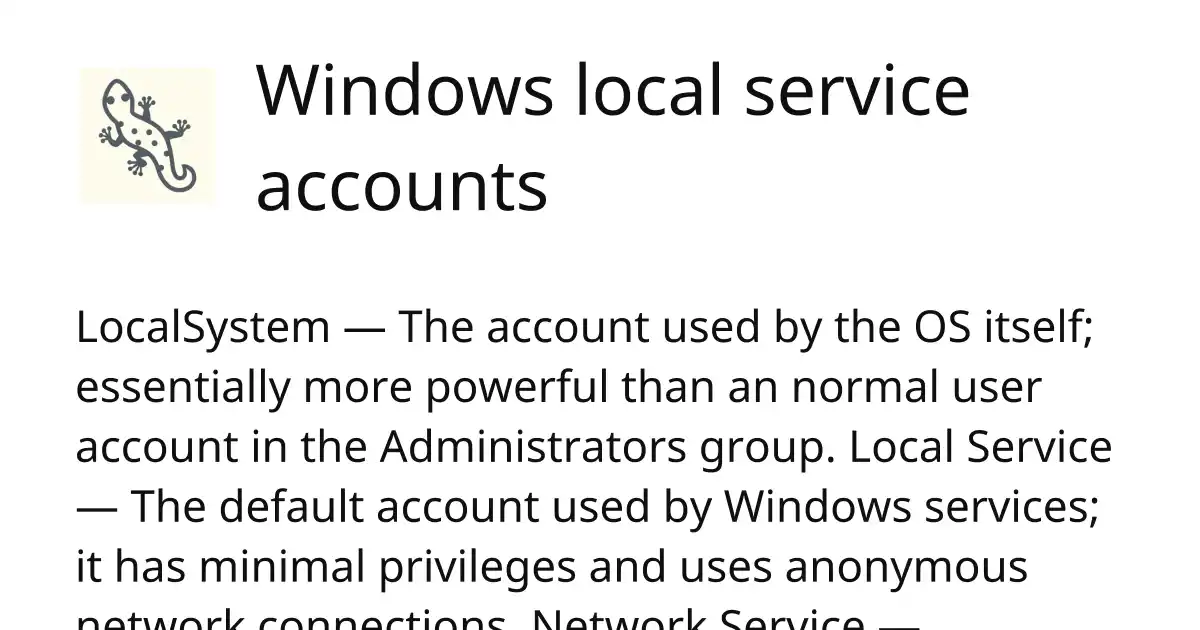 Windows local service
accounts
LocalSystem — The account used by the OS itself;
essentially more powerful than an normal user
account in the Administrators group. Local Service
— The default account used by Windows services;
it has minimal privileges and uses anonymous
network connections. Network Service —